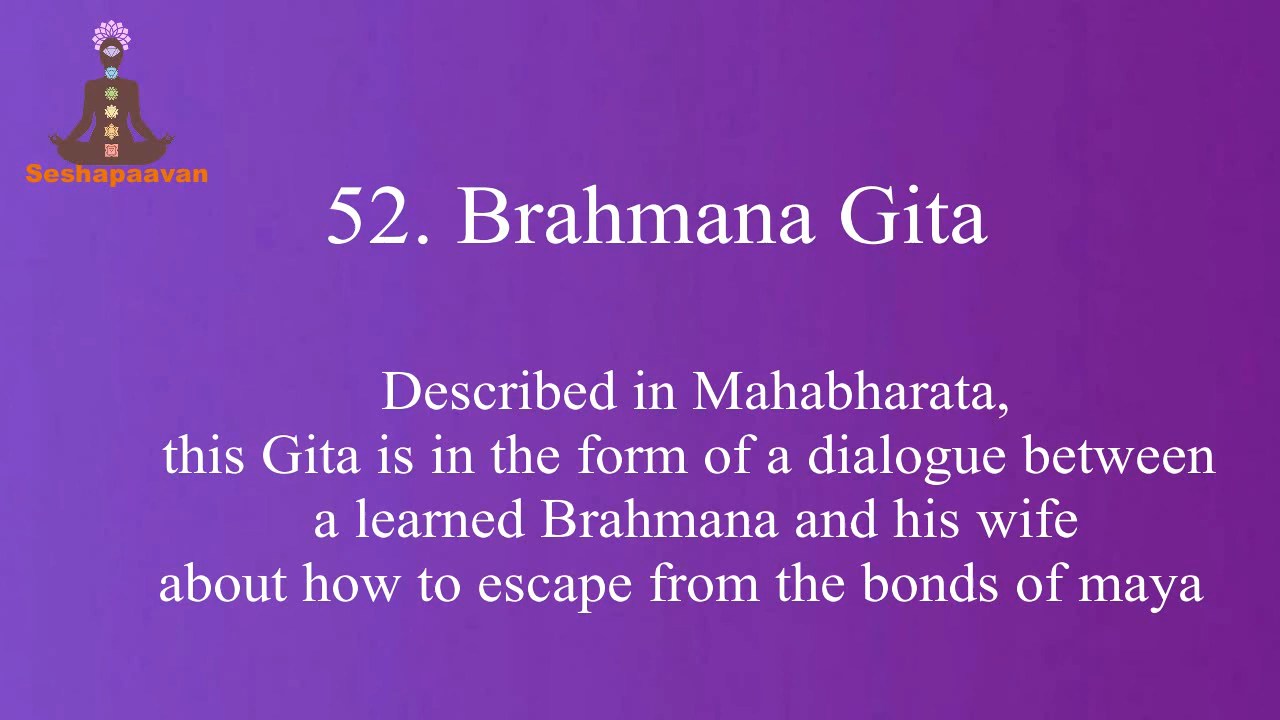 Seshapaavan
52. Brahmana Gita
Described in Mahabharata,
this Gita is in the form of a dialogue between
a learned Brahmana and his wife
about how to escape from the bonds of maya